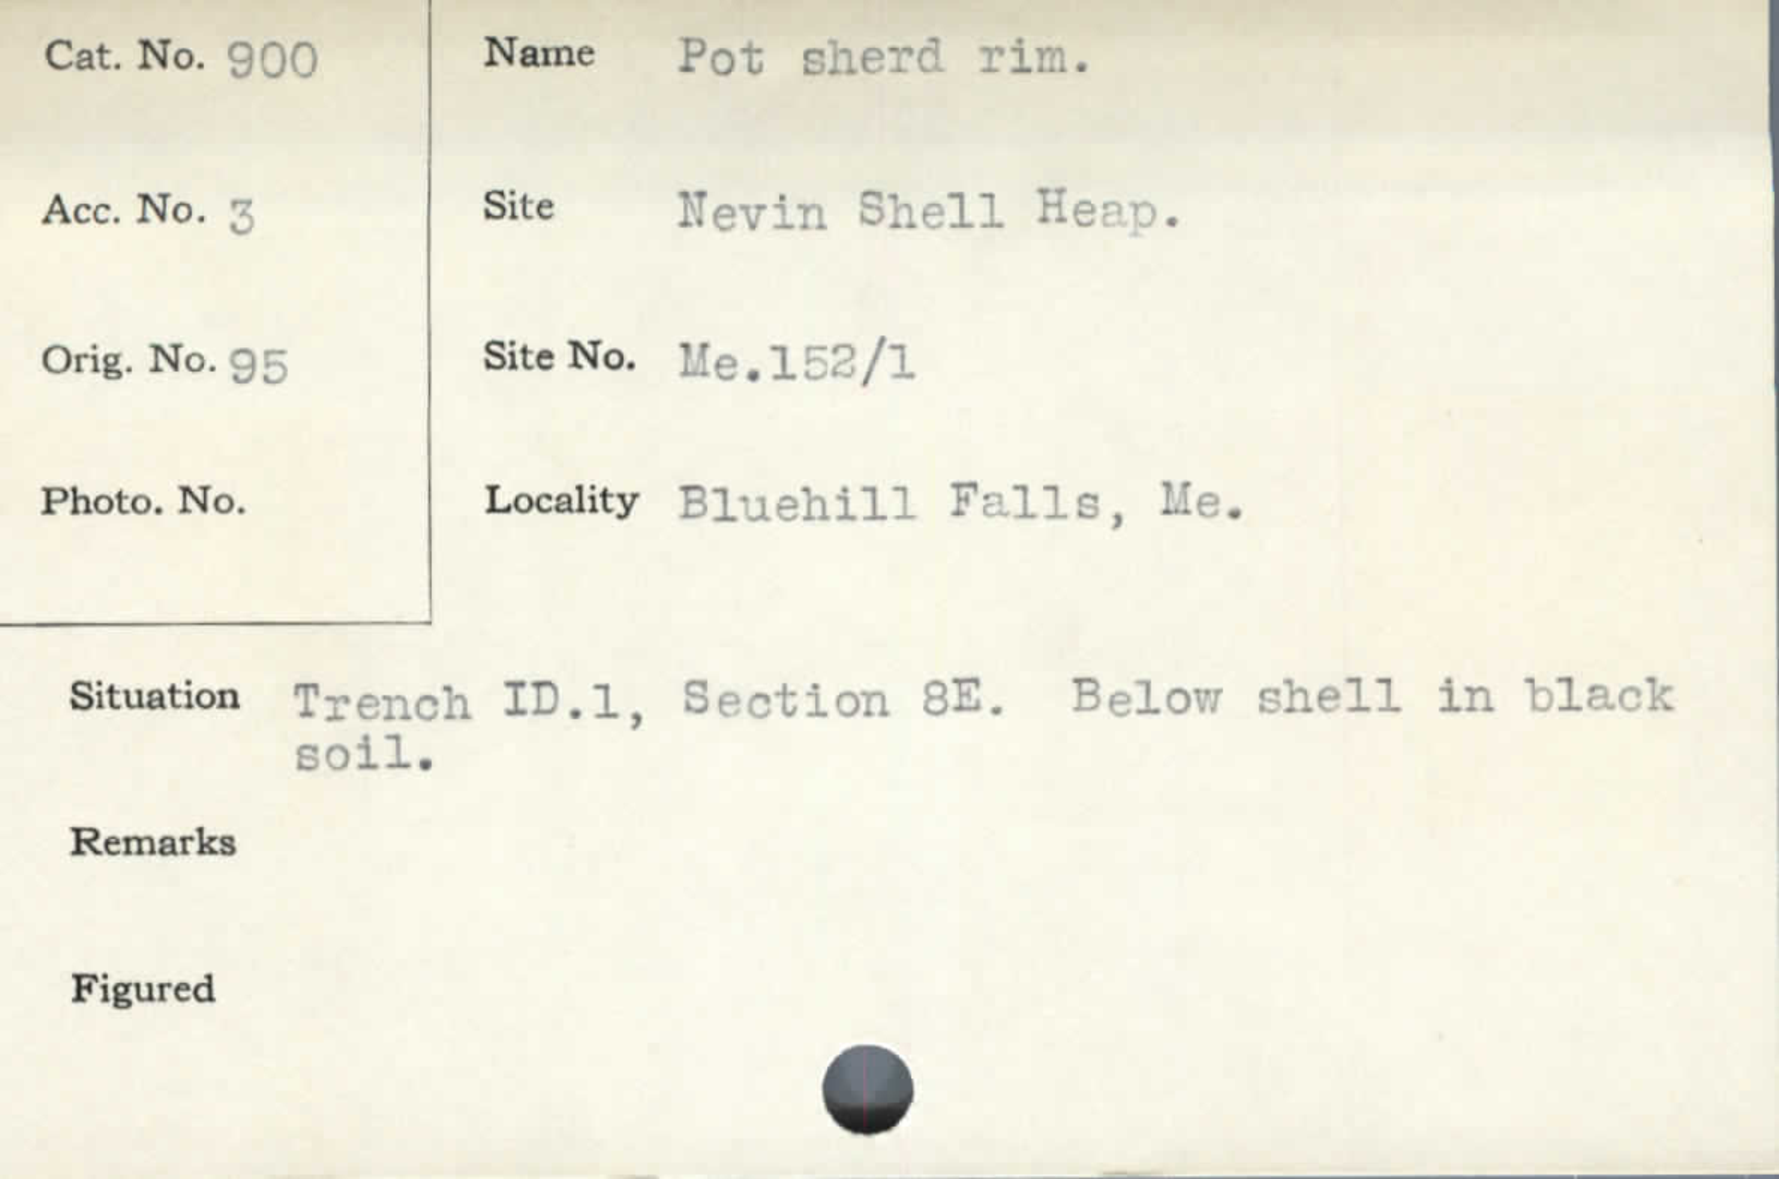 Cat. No. 900
Acc. No. 3
Orig. No. 95
Photo. No.
Name Pot sherd rim.
Site Nevin Shell Heap.
Site No. Me.152/1
Locality Bluehill Falls, Me.
Situation Trench ID.1, Section 8E. Below shell in black
soil.
Remarks
Figured